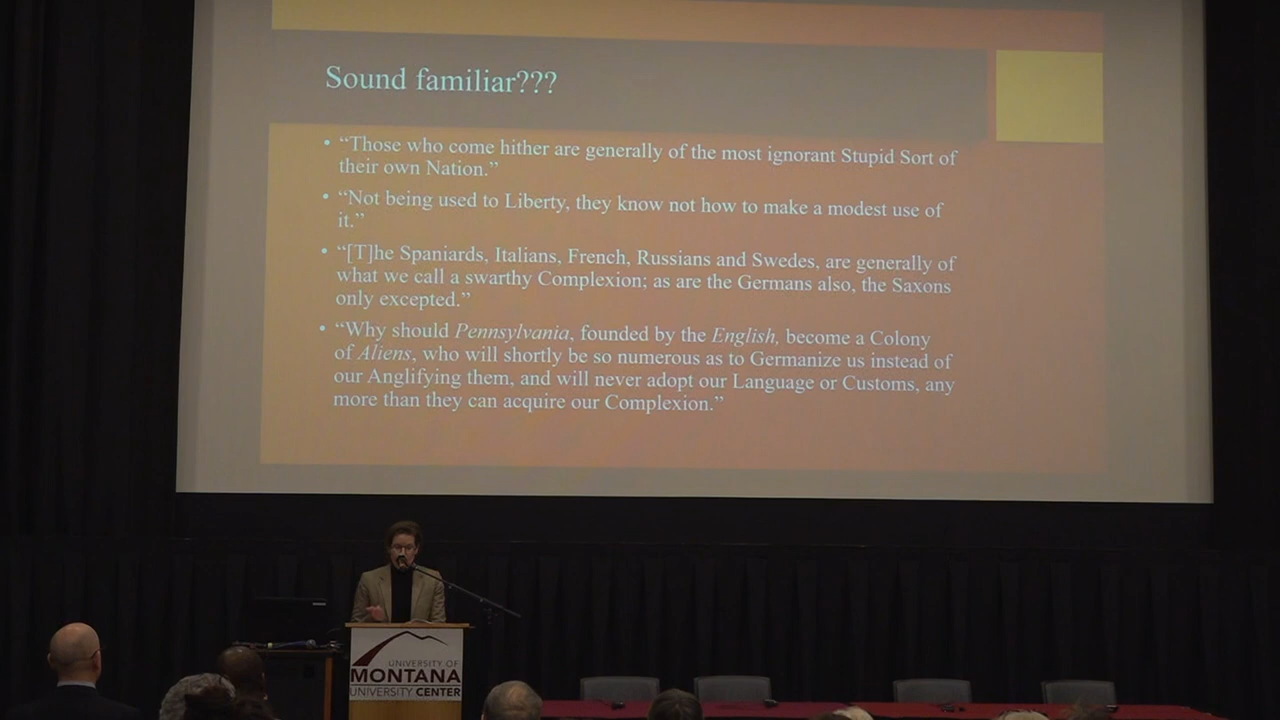 Sound familiar???
• “Those who come hither are generally of the most ignorant Stupid Sort of
their own Nation.”
• “Not being used to Liberty, they know not how to make a modest use of
it.”
• “[T]he Spaniards, Italians, French, Russians and Swedes, are generally of
what we call a swarthy Complexion; as are the Germans also, the Saxons
only excepted.”
• “Why should Pennsylvania, founded by the English, become a Colony
of Aliens, who will shortly be so numerous as to Germanize us instead of
our Anglifying them, and will never adopt our Language or Customs, any
more than they can acquire our Complexion.”
UNIVERSITY OF
MONTANA
UNIVERSITY CENTER